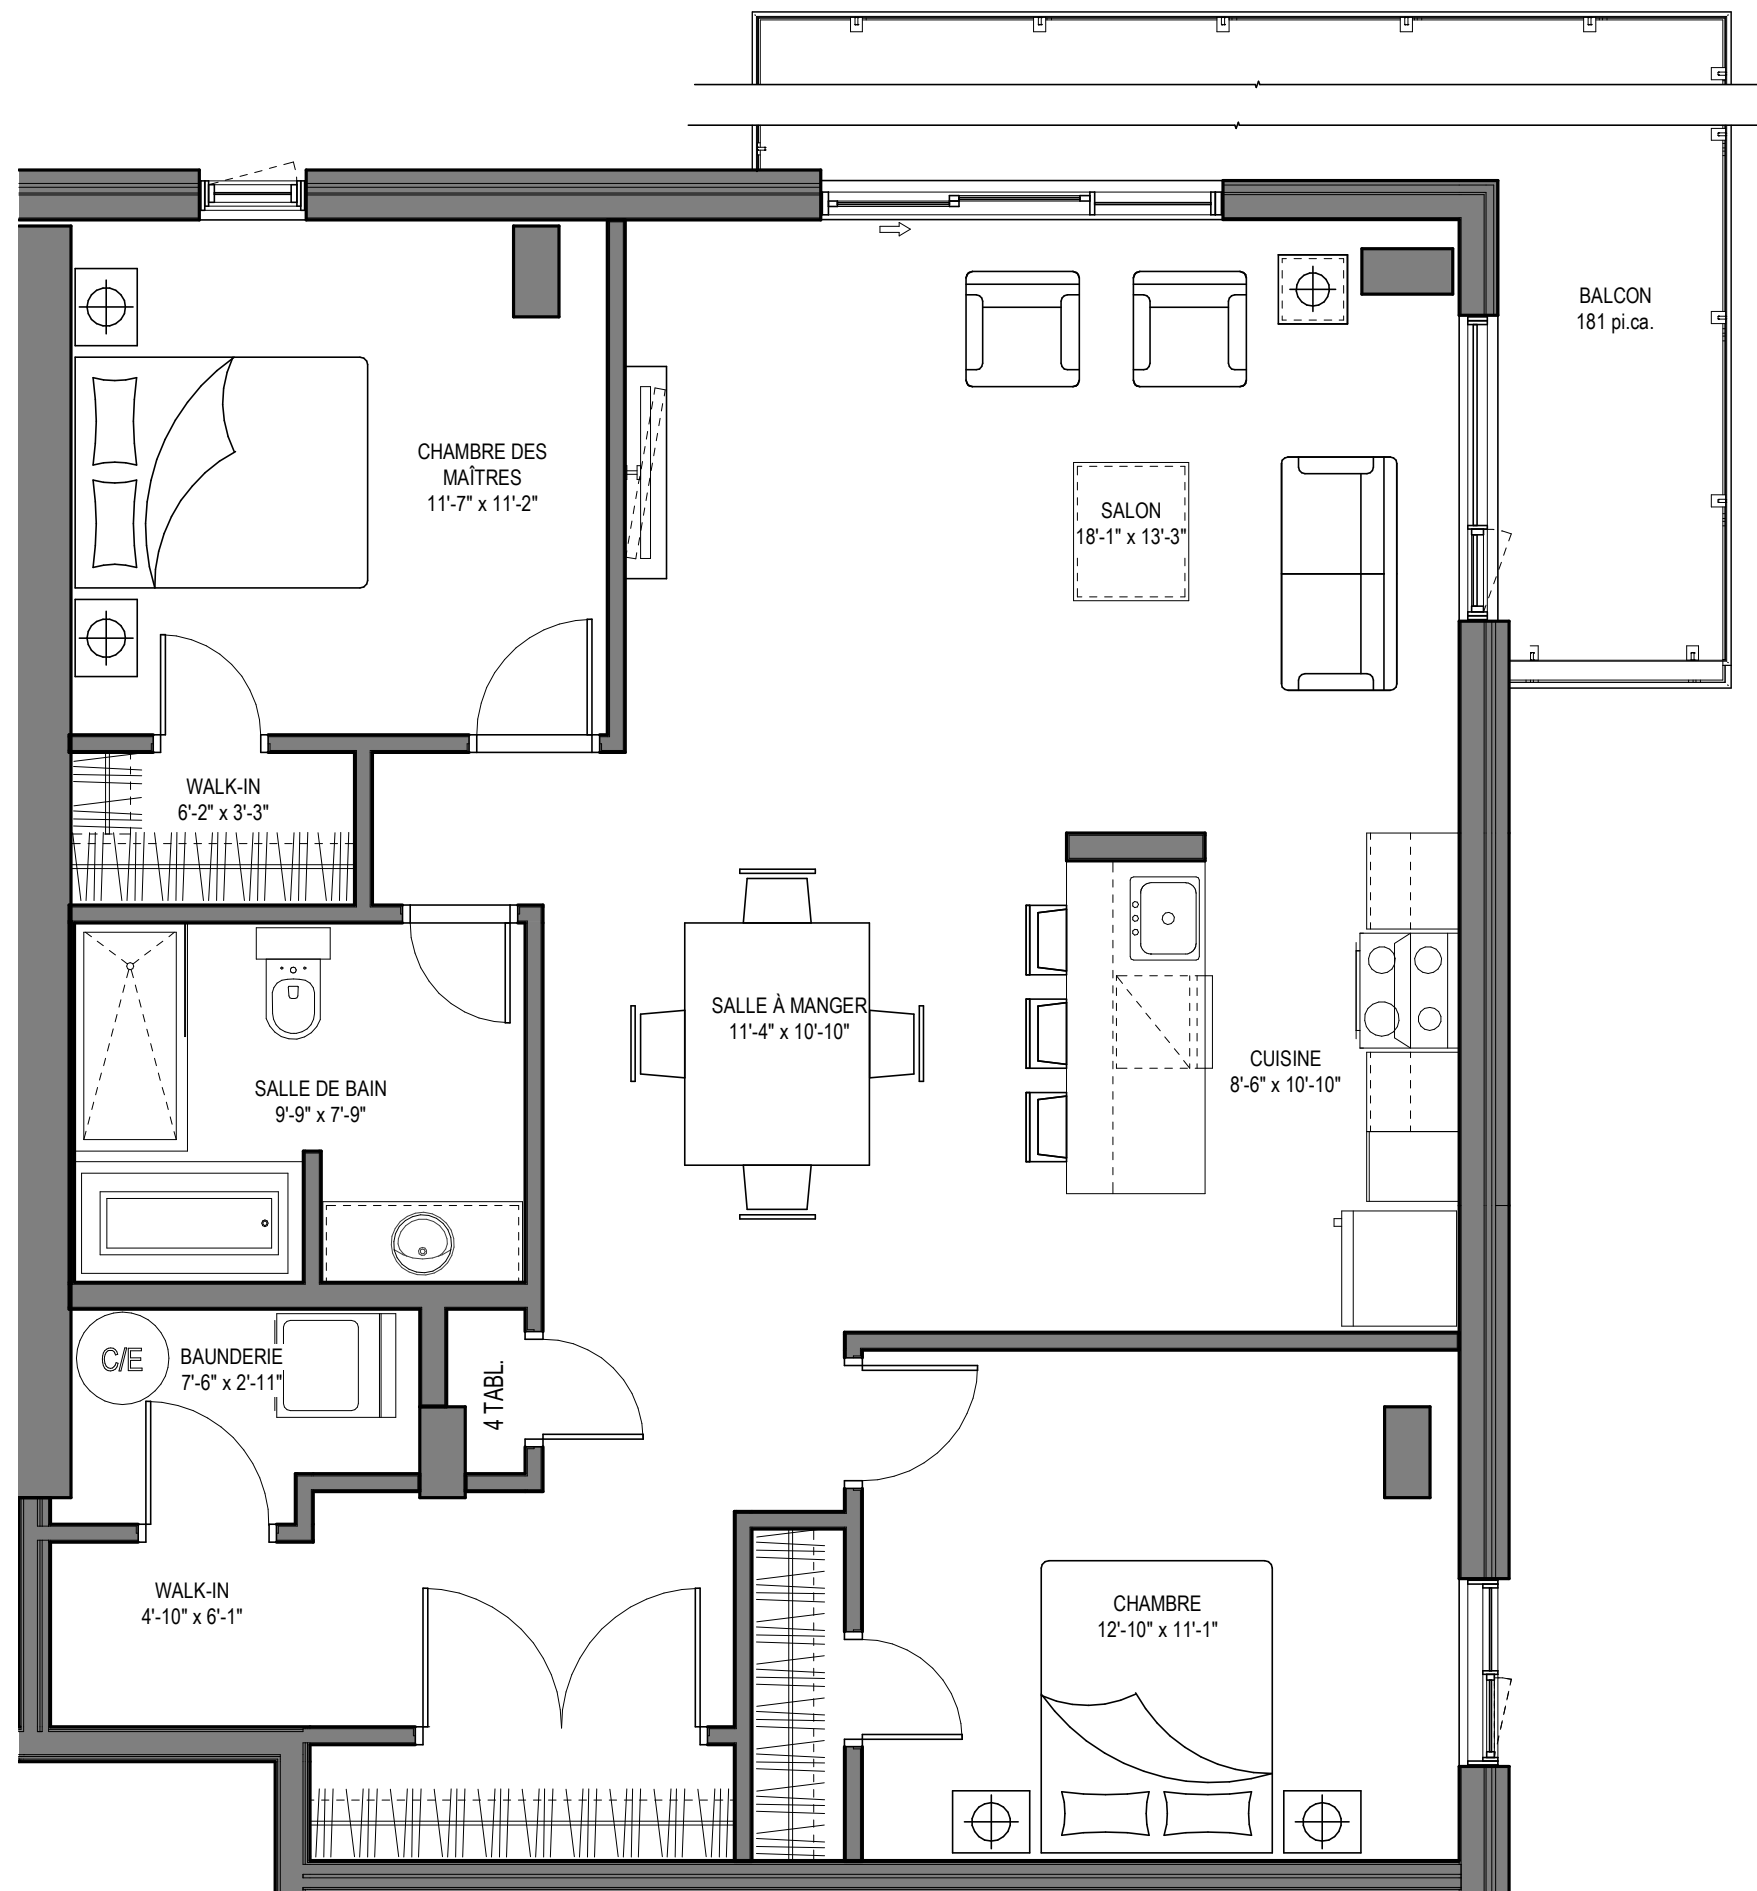 BALCON
181 pi.ca.
CHAMBRE DES
MAÎTRES
11'-7" x 11'-2"
SALON
18'-1" x 13'-3"
WALK-IN
6'-2" x 3'-3"
SALLE À MANGER
11'-4" x 10'-10"
CUISINE
8'-6" x 10'-10"
SALLE DE BAIN
9'-9" x 7'-9"
C/E
BAUNDERIE
7'-6" x 2'-11"
4 TABL.
WALK-IN
4'-10" x 6'-1"
CHAMBRE
12'-10" x 11'-1"